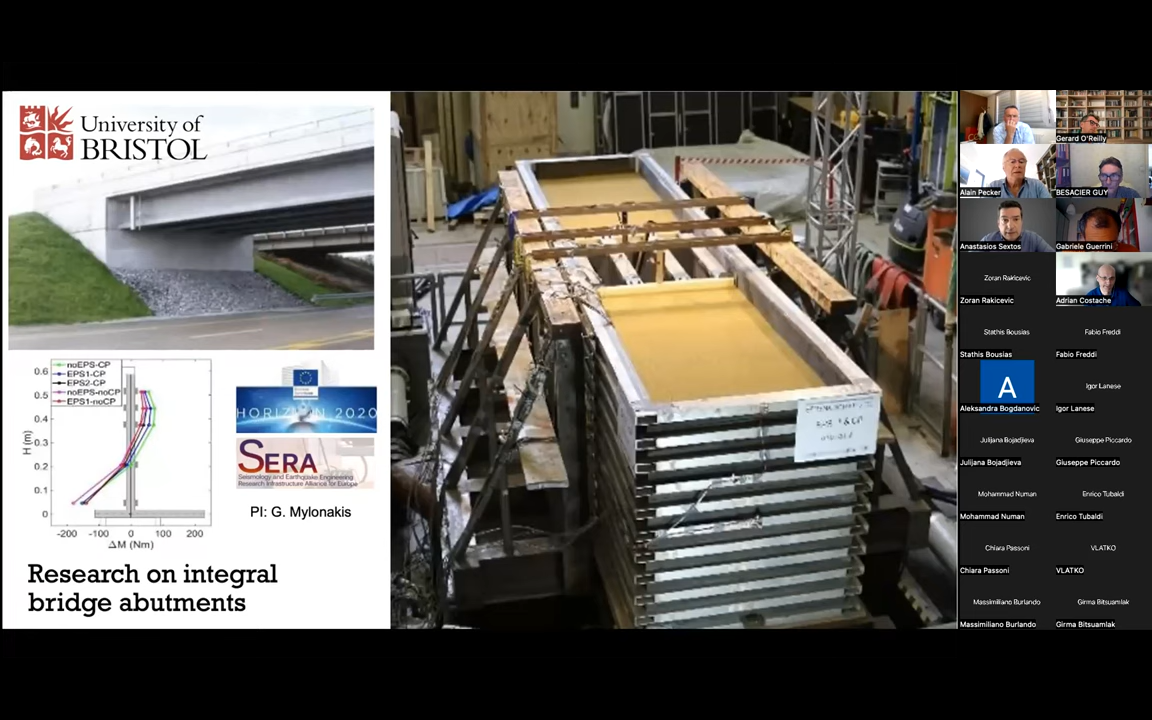 University of
BRISTOL
noEPS-CP
EPS1-CP
EPS2-CP
noEPS-noCP
EPS1-noCP
0.6
0.5
0.4
0.3
0.2
0.1
0
H (m)
-200
-100
0
100
200
ΔM (Nm)
HORIZON 2020
SERA
Seismology and Earthquake Engineering
Research Infrastructure Alliance for Europe
PI: G. Mylonakis
Research on integral
bridge abutments
Gerard O'Reilly
Alain Pecker
BESACIER GUY
Anastasios Sextos
Gabriele Guerrini
Zoran Rakicevic
Zoran Rakicevic
Adrian Costache
Stathis Bousias
Fabio Freddi
Stathis Bousias
Fabio Freddi
A
Igor Lanese
Aleksandra Bogdanovic
Igor Lanese
Julijana Bojadjieva
Giuseppe Piccardo
Julijana Bojadjieva
Giuseppe Piccardo
Mohammad Numan
Enrico Tubaldi
Mohammad Numan
Enrico Tubaldi
Chiara Passoni
VLATKO
Chiara Passoni
VLATKO
Massimiliano Burlando
Girma Bitsuamlak
Massimiliano Burlando
Girma Bitsuamlak